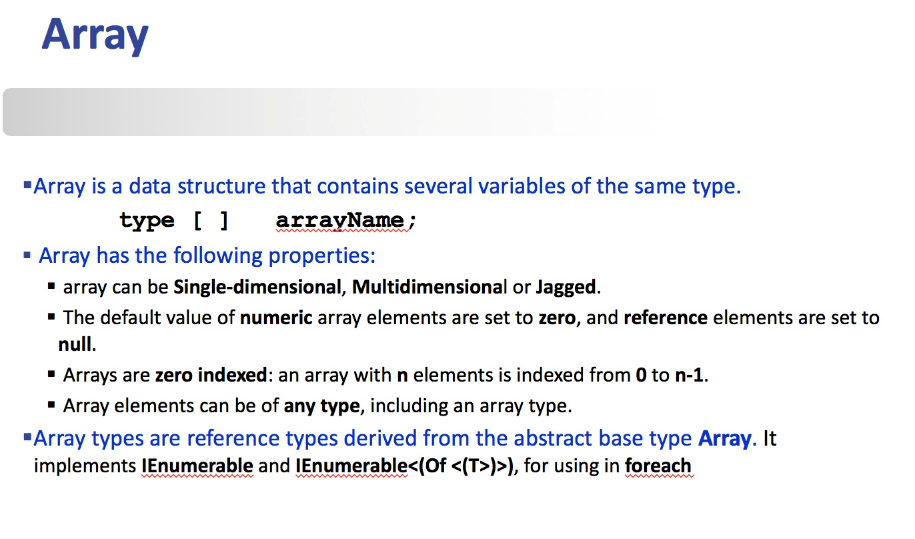 Array
▪Array is a data structure that contains several variables of the same type.
type [ ] arrayName;
▪ Array has the following properties:
▪ array can be Single-dimensional, Multidimensional or Jagged.
▪ The default value of numeric array elements are set to zero, and reference elements are set to
null.
▪ Arrays are zero indexed: an array with n elements is indexed from 0 to n-1.
▪ Array elements can be of any type, including an array type.
▪Array types are reference types derived from the abstract base type Array. It
implements IEnumerable and IEnumerable<(Of <(T>)>), for using in foreach